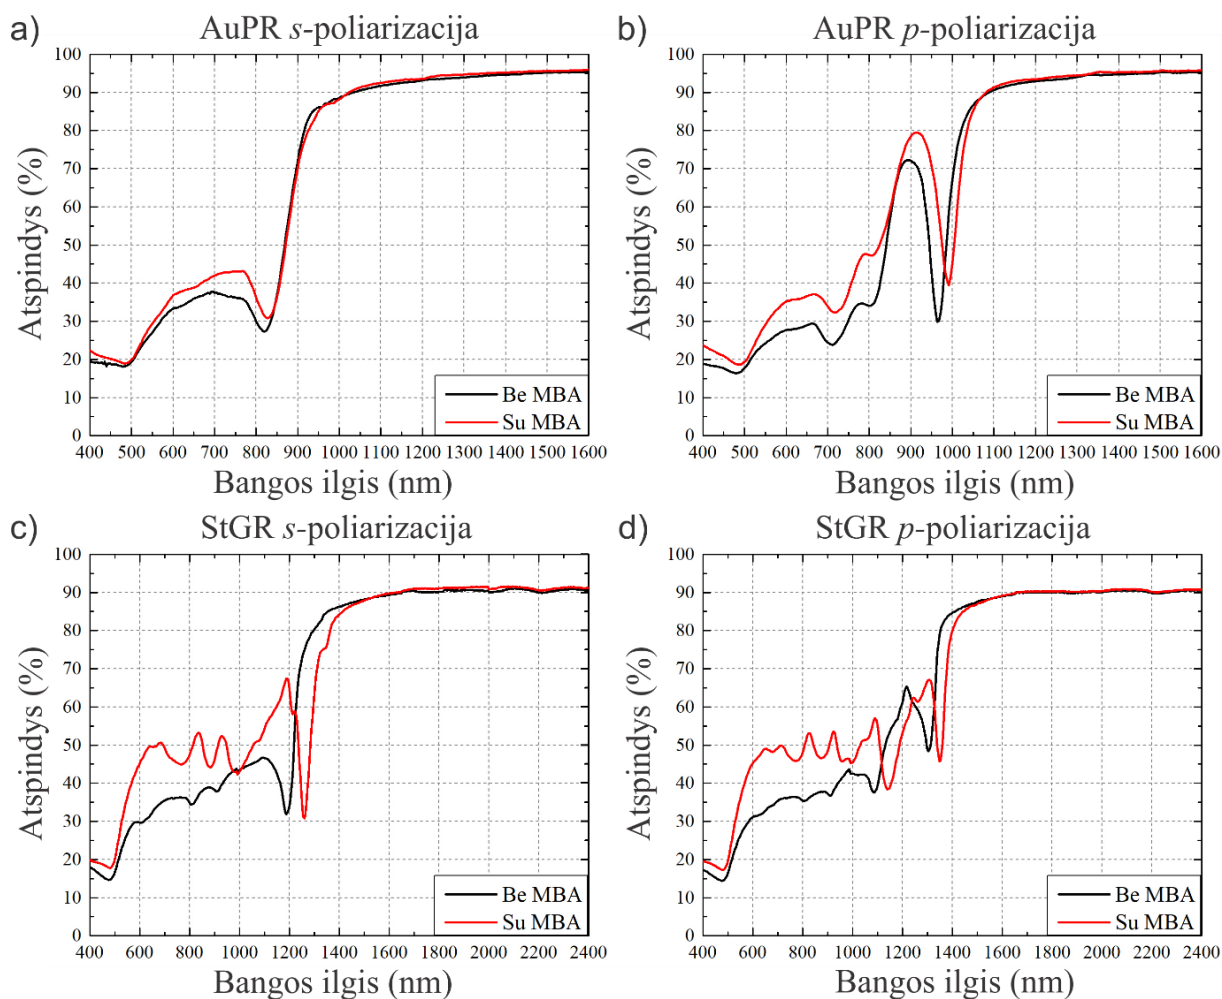 a) AuPR s-poliarizacija
Atspindys (%)
100
90
80
70
60
50
40
30
20
10
0
Be MBA
Su MBA
400 500 600 700 800 900 1000 1100 1200 1300 1400 1500 1600
Bangos ilgis (nm)
b) AuPR p-poliarizacija
Atspindys (%)
100
90
80
70
60
50
40
30
20
10
0
Be MBA
Su MBA
400 500 600 700 800 900 1000 1100 1200 1300 1400 1500 1600
Bangos ilgis (nm)
c) StGR s-poliarizacija
Atspindys (%)
100
90
80
70
60
50
40
30
20
10
0
Be MBA
Su MBA
400 600 800 1000 1200 1400 1600 1800 2000 2200 2400
Bangos ilgis (nm)
d) StGR p-poliarizacija
Atspindys (%)
100
90
80
70
60
50
40
30
20
10
0
Be MBA
Su MBA
400 600 800 1000 1200 1400 1600 1800 2000 2200 2400
Bangos ilgis (nm)